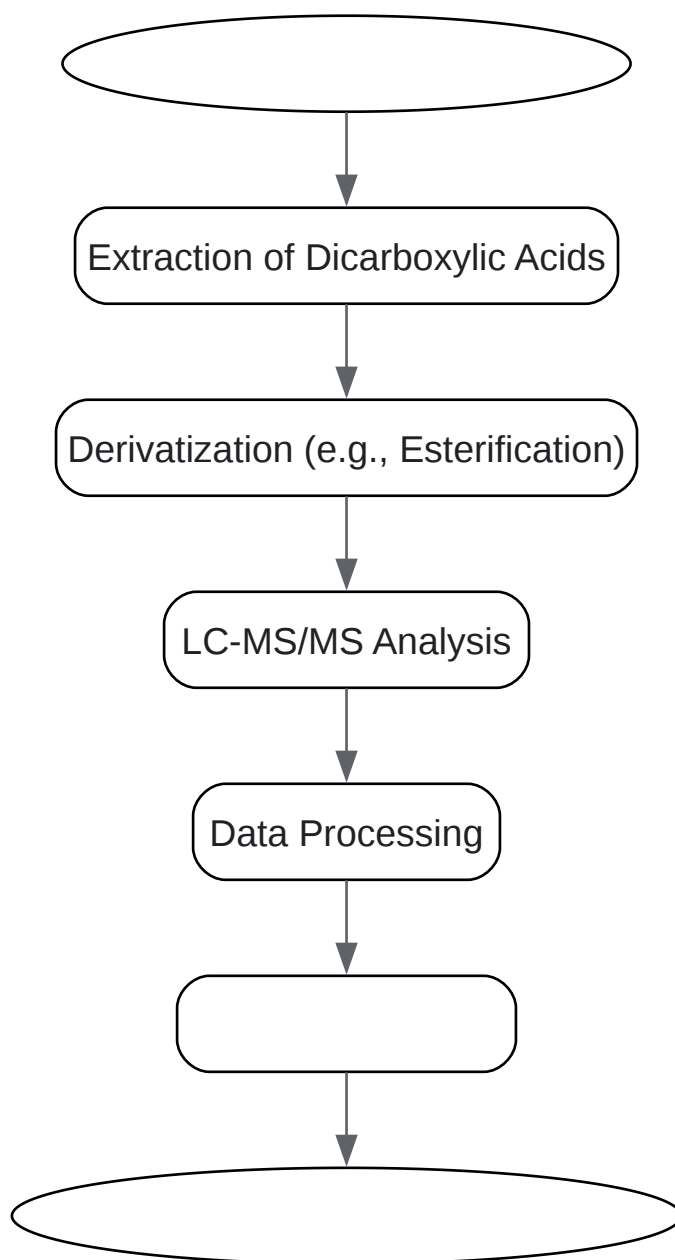 Extraction of Dicarboxylic Acids
Derivatization (e.g., Esterification)
LC-MS/MS Analysis
Data Processing